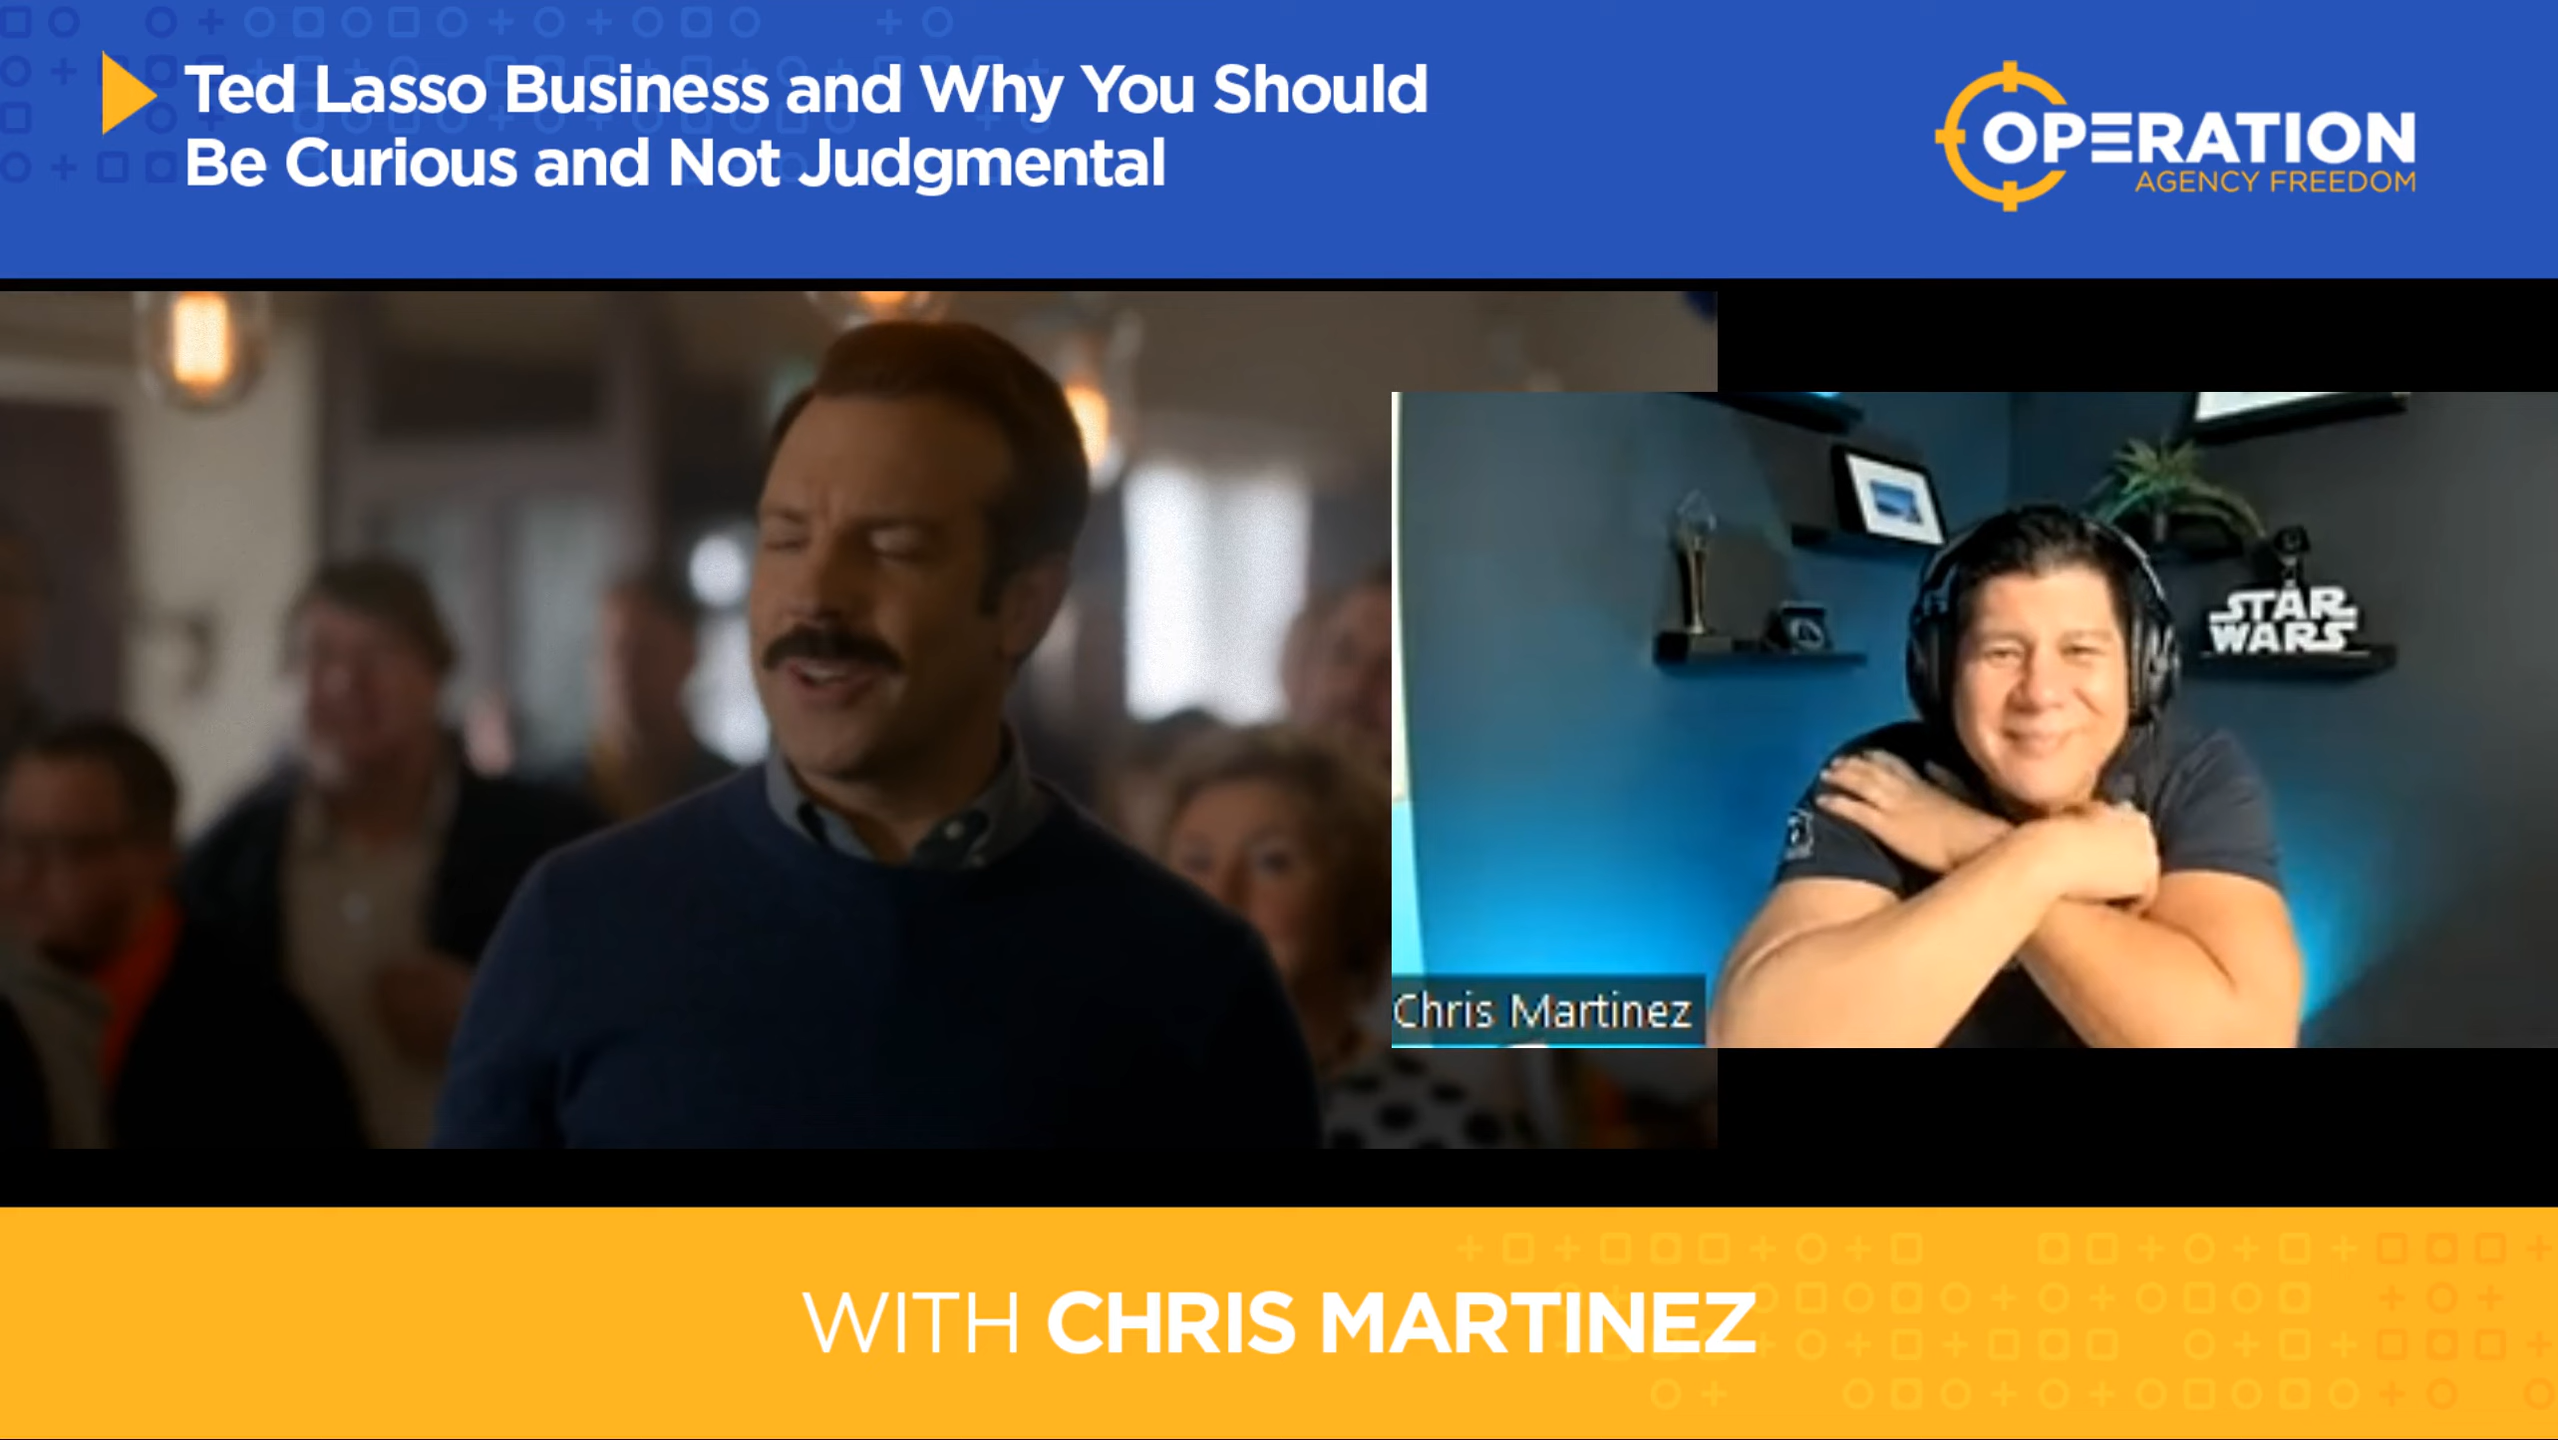 Ted Lasso Business and Why You Should
Be Curious and Not Judgmental
OPERATION
AGENCY FREEDOM
STAR
WARS
Chris Martinez
WITH CHRIS MARTINEZ